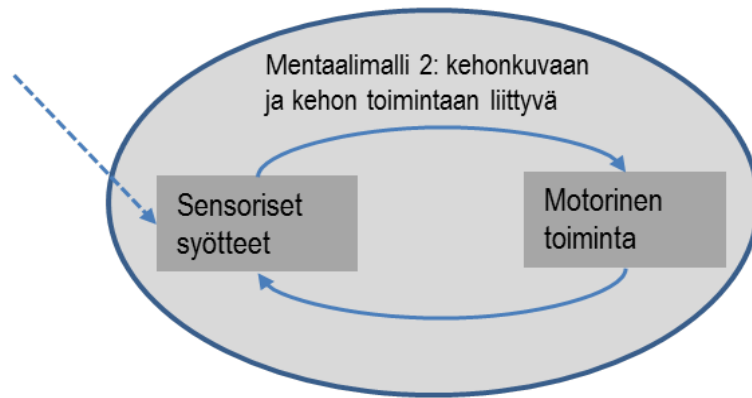 Mentaalimalli 2: kehonkuvaan
ja kehon toimintaan liittyvä
Sensoriset
syötteet
Motorinen
toiminta